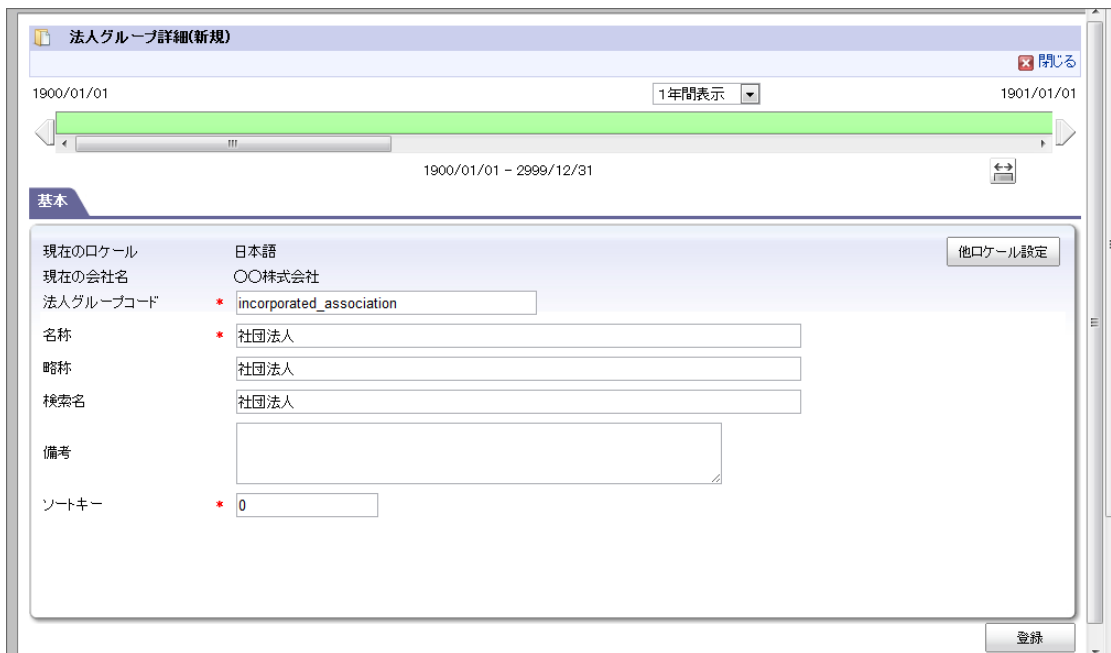 法人グループ詳細(新規)
閉じる
1900/01/01 1年間表示 1901/01/01
1900/01/01 - 2999/12/31
基本
現在のロケール 日本語 他ロケール設定
現在の会社名 〇〇株式会社
法人グループコード * incorporated_association
名称 * 社団法人
略称 社団法人
検索名 社団法人
備考
ソートキー * 0
登録